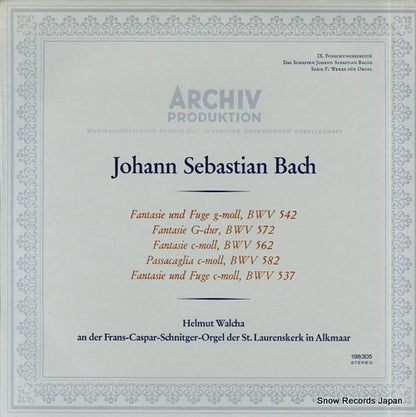 IX. Forschungsbereich
Das Schaffen Johann Sebastian Bachs
Serie F: Werke für Orgel
ARCHIV
PRODUKTION
MUSIKHISTORISCHES STUDIO DER DEUTSCHEN GRAMMOPHON GESELLSCHAFT
Johann Sebastian Bach
Fantasie und Fuge g-moll, BWV 542
Fantasie G-dur, BWV 572
Fantasie c-moll, BWV 562
Passacaglia c-moll, BWV 582
Fantasie und Fuge c-moll, BWV 537
Helmut Walcha
an der Frans-Caspar-Schnitger-Orgel der St. Laurenskerk in Alkmaar
198305
STEREO
Snow Records Japan